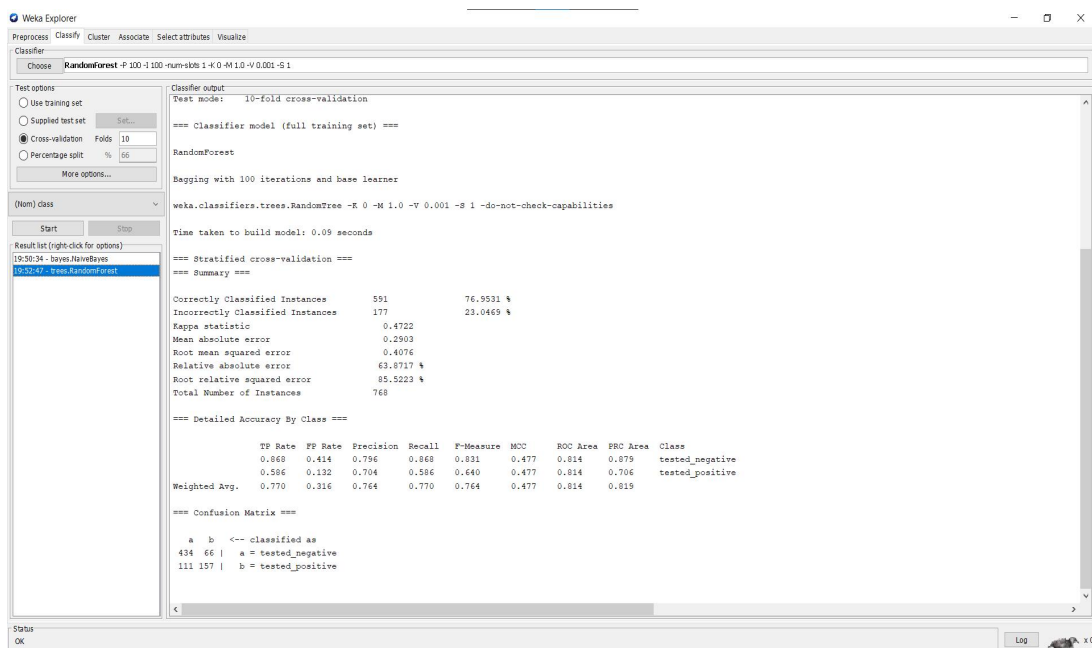 Weka Explorer
Preprocess Classify Cluster Associate Select attributes Visualize
Classifier
Choose RandomForest -P 100 -I 100 -num-slots 1 -K 0 -M 1.0 -V 0.001 -S 1
Test options
Use training set
Supplied test set Set...
Cross-validation Folds 10
Percentage split % 66
More options...
(Nom) class
Start Stop
Result list (right-click for options)
19:50:34 - bayes.NaiveBayes
19:52:47 - trees.RandomForest
Classifier output
Test mode: 10-fold cross-validation
=== Classifier model (full training set) ===
RandomForest
Bagging with 100 iterations and base learner
weka.classifiers.trees.RandomTree -K 0 -M 1.0 -V 0.001 -S 1 -do-not-check-capabilities
Time taken to build model: 0.09 seconds
=== Stratified cross-validation ===
=== Summary ===
Correctly Classified Instances 591 76.9531 %
Incorrectly Classified Instances 177 23.0469 %
Kappa statistic 0.4722
Mean absolute error 0.2903
Root mean squared error 0.4076
Relative absolute error 63.8717 %
Root relative squared error 85.5223 %
Total Number of Instances 768
=== Detailed Accuracy By Class ===
TP Rate FP Rate Precision Recall F-Measure MCC ROC Area PRC Area Class
0.868 0.414 0.796 0.868 0.831 0.477 0.814 0.879 tested_negative
0.586 0.132 0.704 0.586 0.640 0.477 0.814 0.706 tested_positive
Weighted Avg. 0.770 0.316 0.764 0.770 0.764 0.477 0.814 0.819
=== Confusion Matrix ===
a b <-- classified as
434 66 | a = tested_negative
111 157 | b = tested_positive
Status
OK
Log
x 0